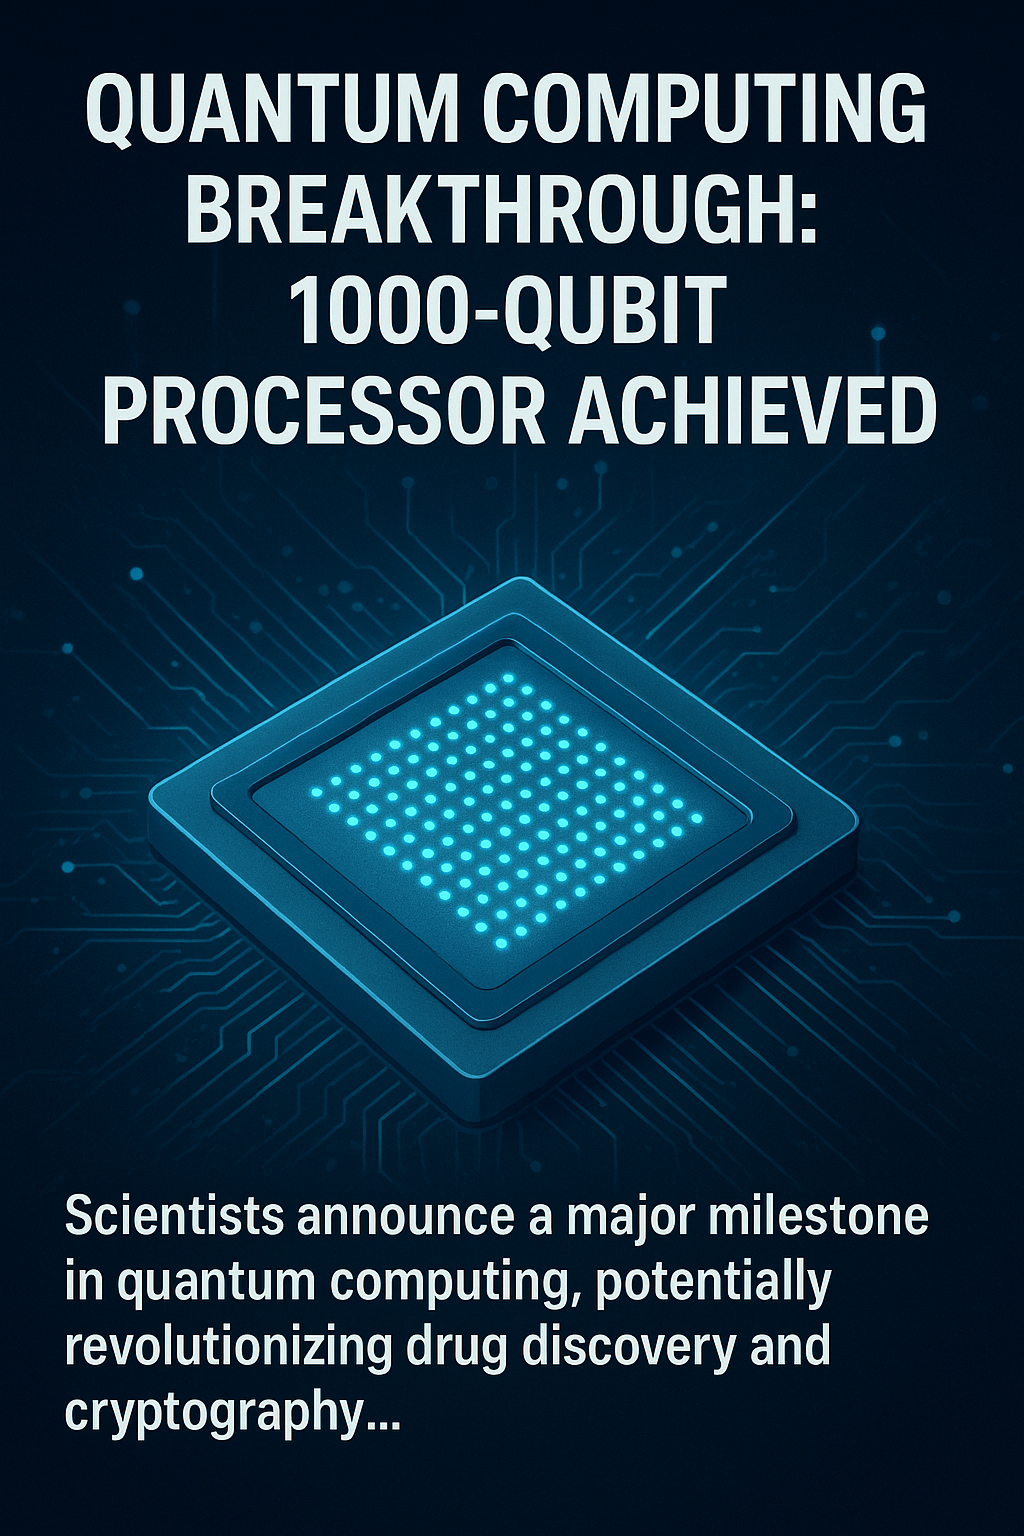 QUANTUM COMPUTING
BREAKTHROUGH:
1000-QUBIT
PROCESSOR ACHIEVED
Scientists announce a major milestone
in quantum computing, potentially
revolutionizing drug discovery and
cryptography...